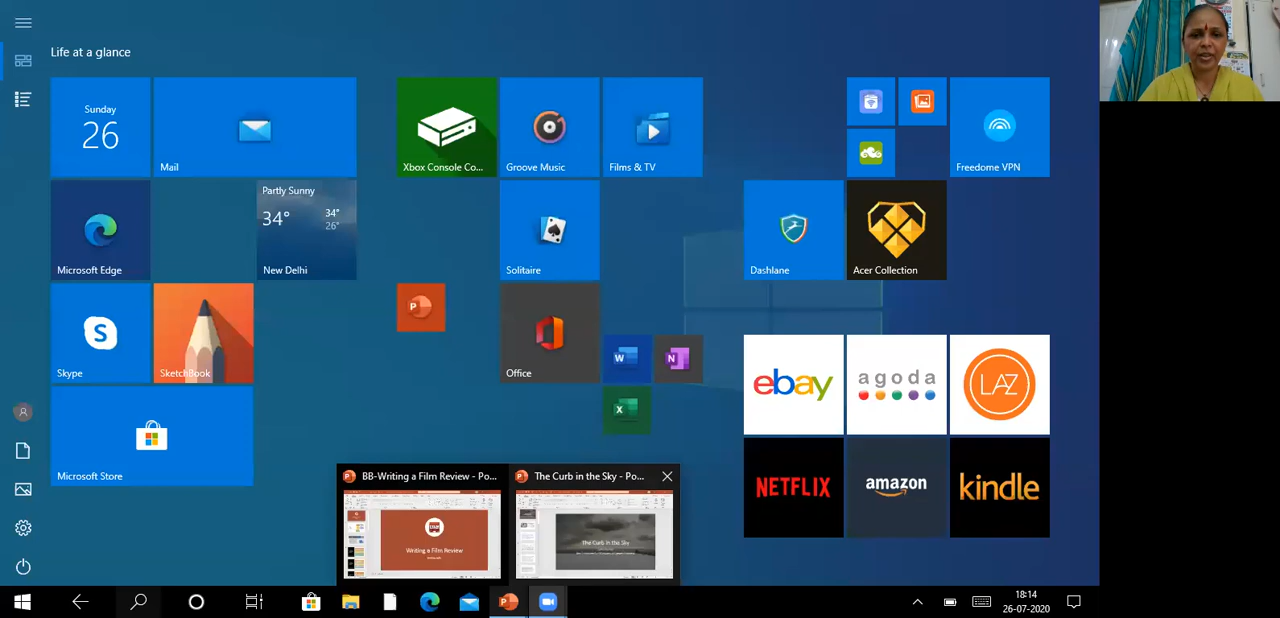 Life at a glance
Sunday
26
Mail
Xbox Console Co...
Groove Music
Films & TV
Freedome VPN
Microsoft Edge
Partly Sunny
34°
34°
26°
New Delhi
Solitaire
Dashlane
Acer Collection
Skype
SketchBook
Office
ebay
agoda
LAZ
Microsoft Store
NETFLIX
amazon
kindle
BB-Writing a Film Review - Po...
The Curb in the Sky - Po...
Writing a Film Review
The Curb in the Sky
18:14
26-07-2020